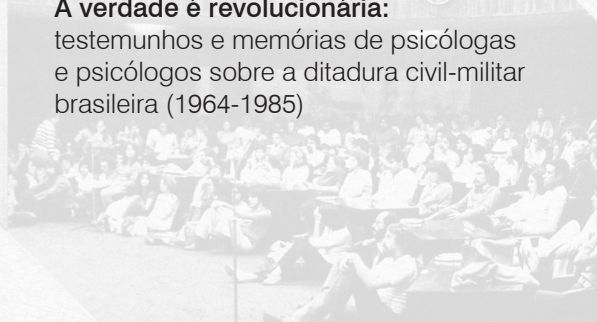 A verdade é revolucionária:
testemunhos e memórias de psicólogas
e psicólogos sobre a ditadura civil-militar
brasileira (1964-1985)